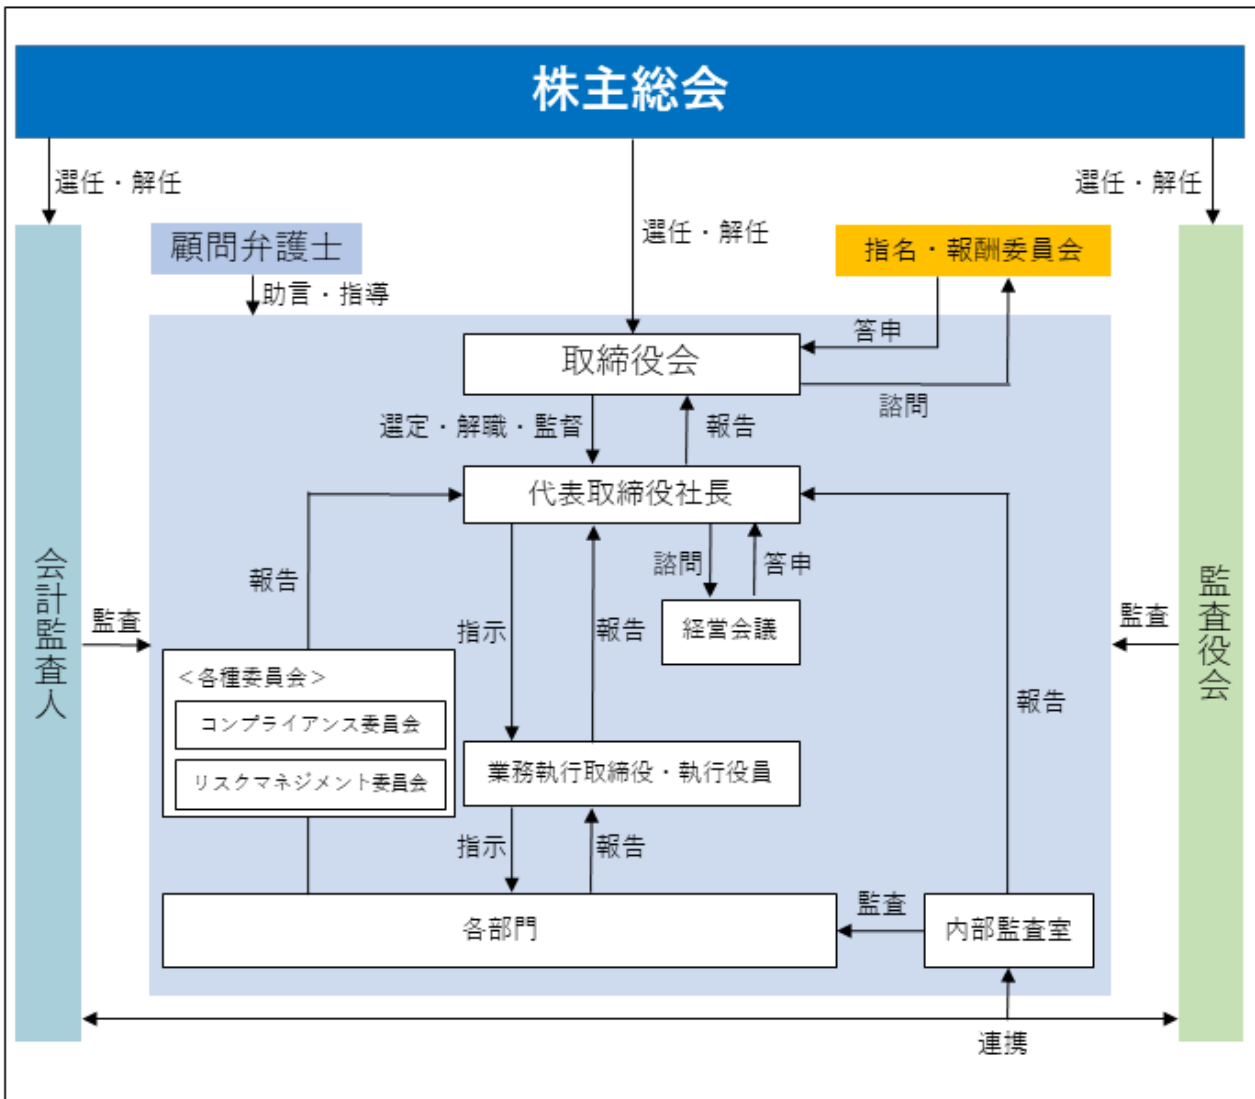 株主総会
選任・解任
選任・解任
選任・解任
顧問弁護士
指名・報酬委員会
助言・指導
答申
取締役会
諮問
選定・解職・監督
報告
代表取締役社長
会計監査人
監査役会
報告
諮問
答申
監査
監査
指示
報告
経営会議
<各種委員会>
コンプライアンス委員会
リスクマネジメント委員会
報告
業務執行取締役・執行役員
指示
報告
各部門
監査
内部監査室
連携